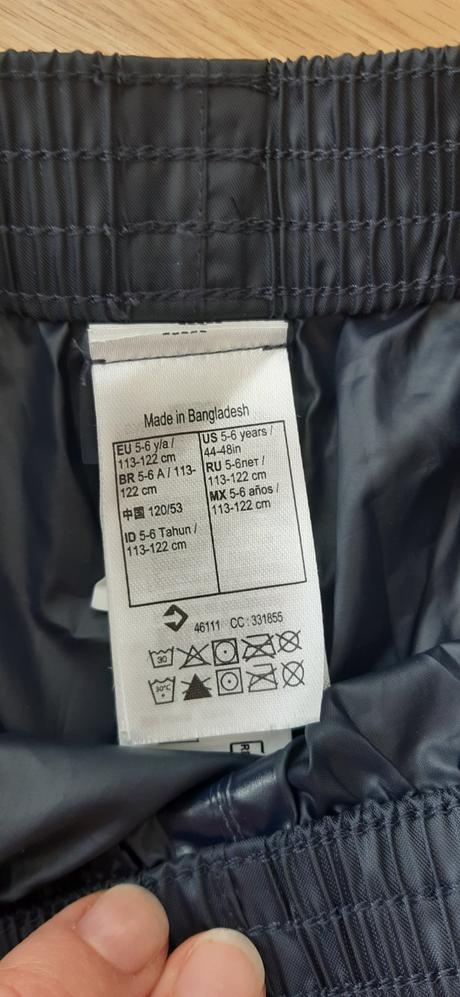 Made in Bangladesh
EU 5-6 y/a /
113-122 cm
BR 5-6 A / 113-
122 cm
中国 120/53
ID 5-6 Tahun /
113-122 cm
US 5-6 years /
44-48in
RU 5-6лет /
113-122 cm
MX 5-6 años /
113-122 cm
46111 CC : 331855
30
30°C